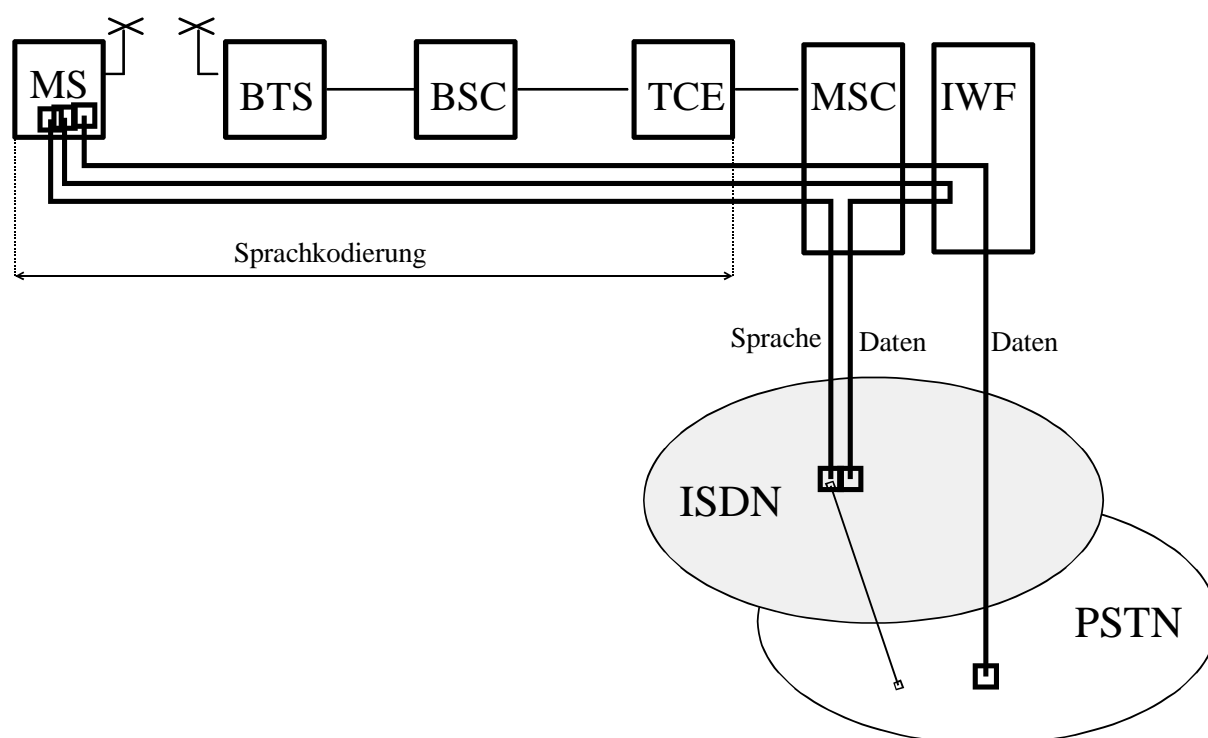 MS
BTS
BSC
TCE
MSC
IWF
Sprachkodierung
Sprache
Daten
Daten
ISDN
PSTN